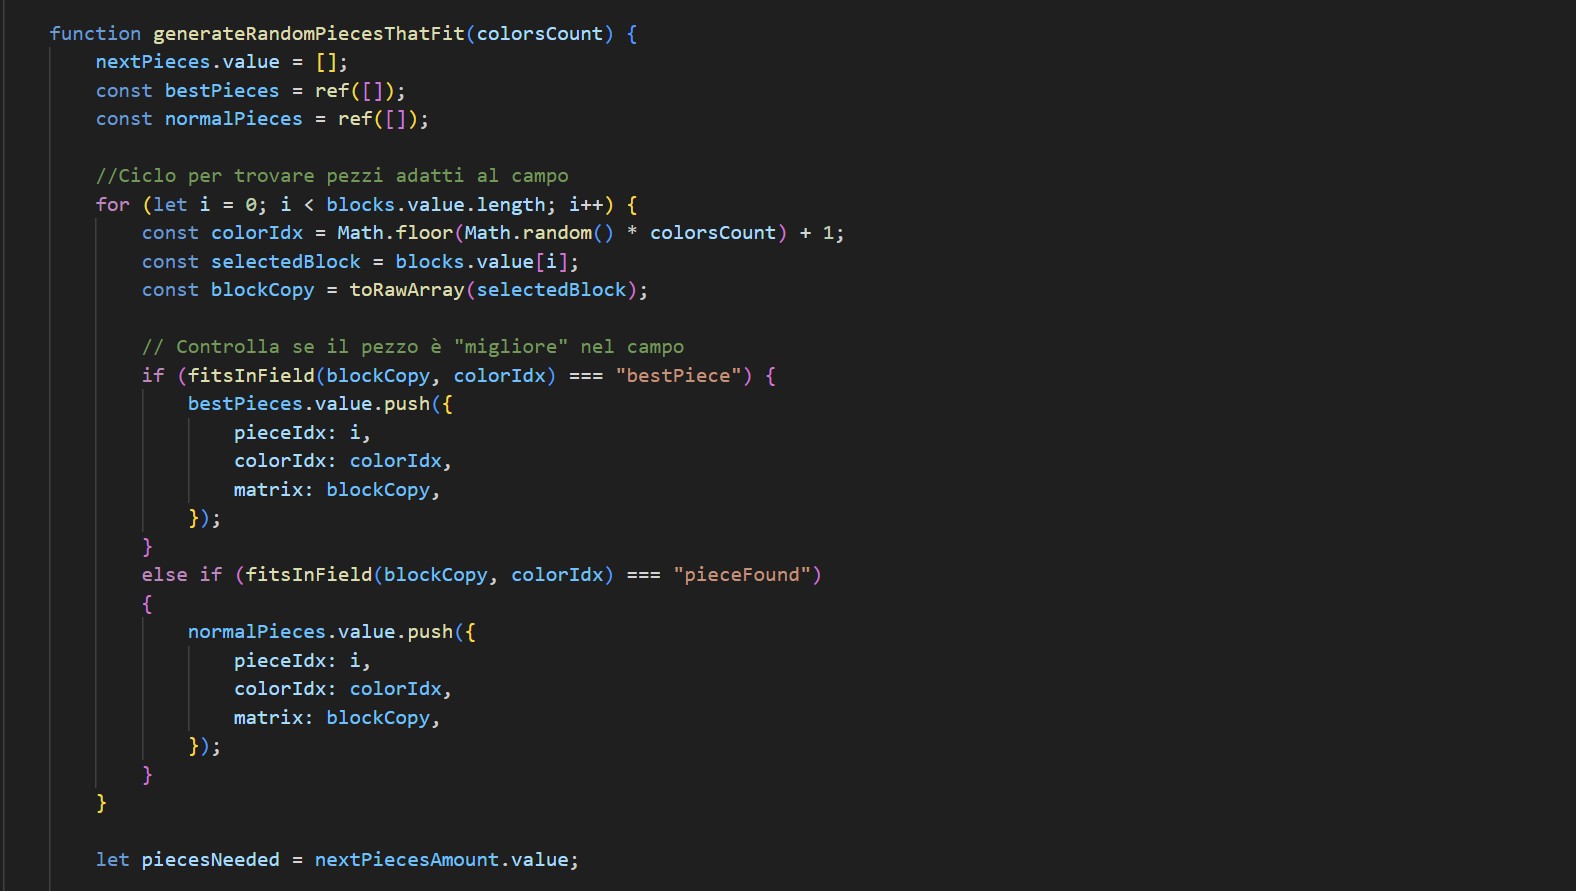 function generateRandomPiecesThatFit(colorsCount) {
nextPieces.value = [];
const bestPieces = ref([]);
const normalPieces = ref([]);
//Ciclo per trovare pezzi adatti al campo
for (let i = 0; i < blocks.value.length; i++) {
const colorIdx = Math.floor(Math.random() * colorsCount) + 1;
const selectedBlock = blocks.value[i];
const blockCopy = toRawArray(selectedBlock);
// Controlla se il pezzo è "migliore" nel campo
if (fitsInField(blockCopy, colorIdx) === "bestPiece") {
bestPieces.value.push({
pieceIdx: i,
colorIdx: colorIdx,
matrix: blockCopy,
});
}
else if (fitsInField(blockCopy, colorIdx) === "pieceFound")
{
normalPieces.value.push({
pieceIdx: i,
colorIdx: colorIdx,
matrix: blockCopy,
});
}
}
let piecesNeeded = nextPiecesAmount.value;